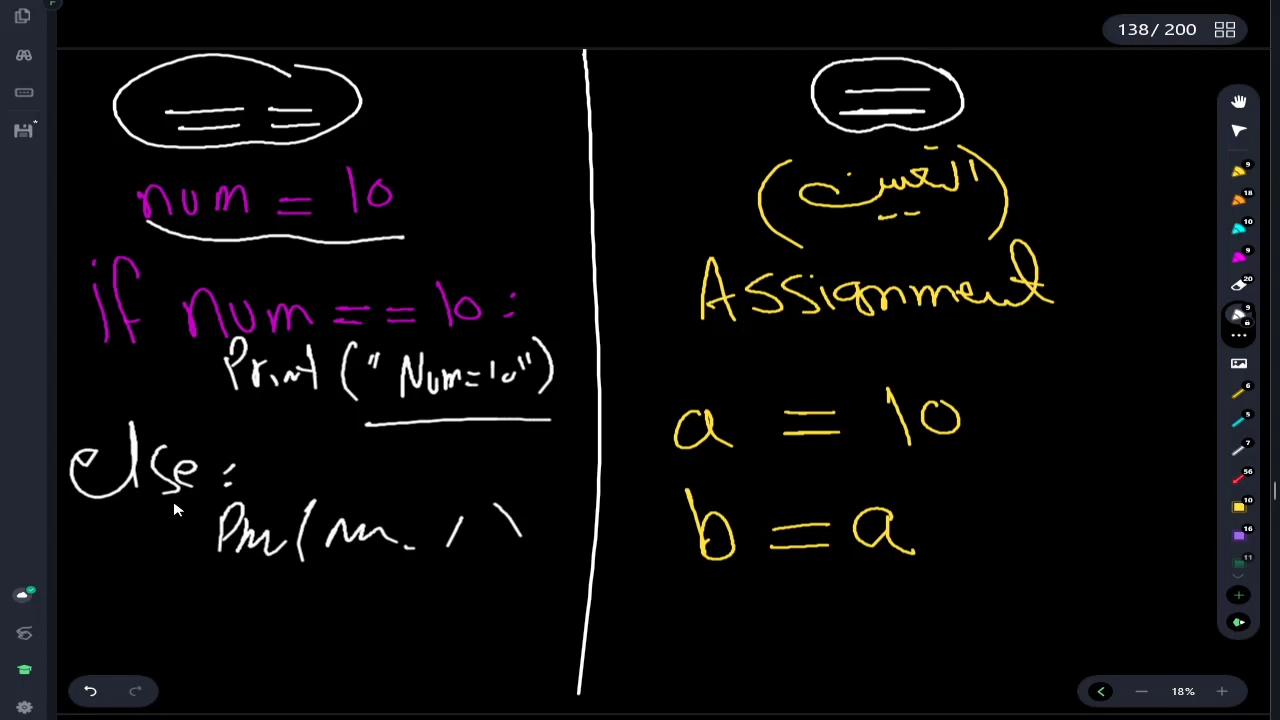 138/ 200
= =
num = 10
if num == 10 :
Print (" Num=10")
else :
=
(التعيين)
Assignment
a = 10
b = a
18%